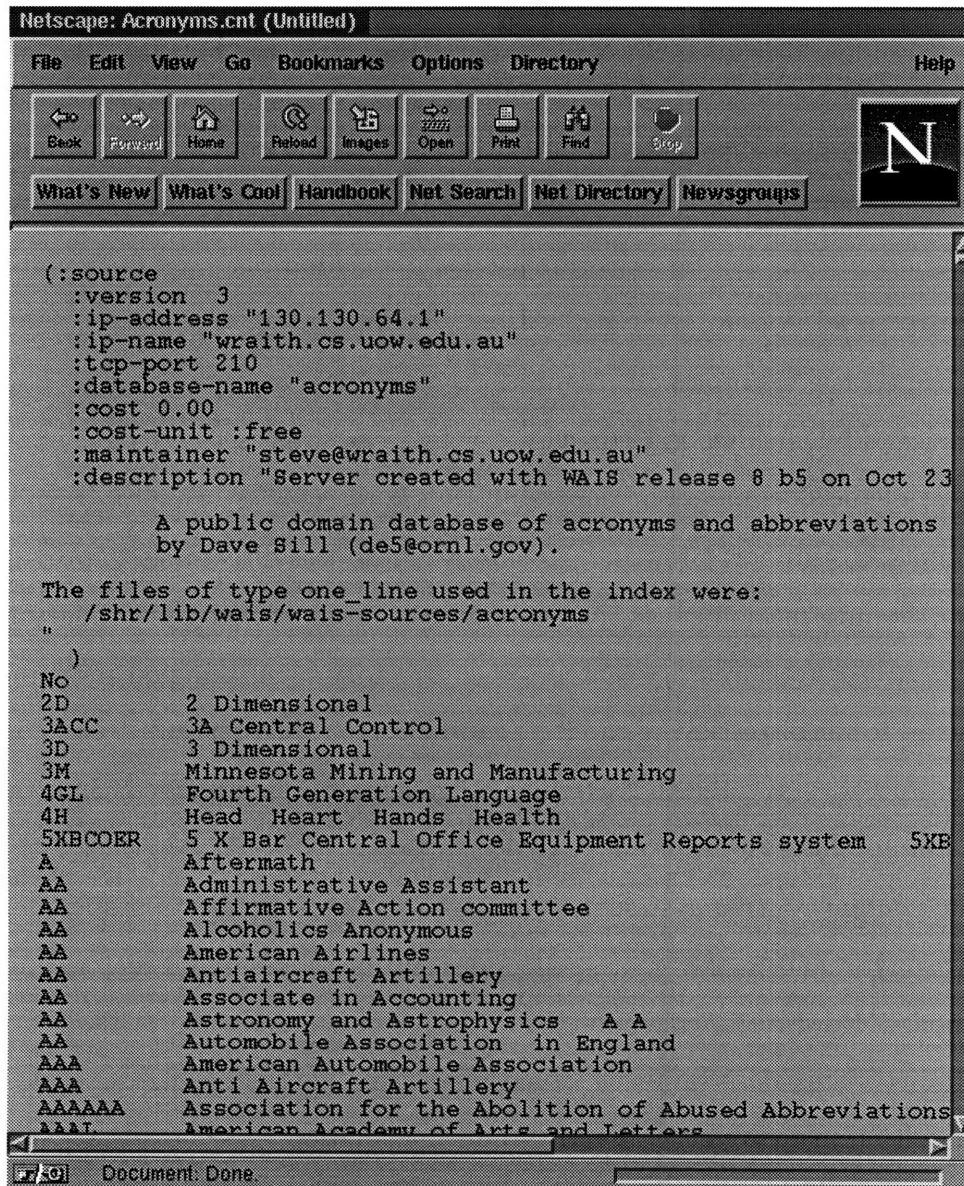 Netscape: Acronyms.cnt (Untitled)
File Edit View Go Bookmarks Options Directory Help
Back Forward Home Reload Images Open Print Find Stop
N
What's New What's Cool Handbook Net Search Net Directory Newsgroups
(:source
:version 3
:ip-address "130.130.64.1"
:ip-name "wraith.cs.uow.edu.au"
:tcp-port 210
:database-name "acronyms"
:cost 0.00
:cost-unit :free
:maintainer "steve@wraith.cs.uow.edu.au"
:description "Server created with WAIS release 8 b5 on Oct 23
A public domain database of acronyms and abbreviations
by Dave Sill (de5@ornl.gov).
The files of type one_line used in the index were:
/shr/lib/wais/wais-sources/acronyms
"
)
No
2D 2 Dimensional
3ACC 3A Central Control
3D 3 Dimensional
3M Minnesota Mining and Manufacturing
4GL Fourth Generation Language
4H Head Heart Hands Health
5XBCOER 5 X Bar Central Office Equipment Reports system 5XB
A Aftermath
AA Administrative Assistant
AA Affirmative Action committee
AA Alcoholics Anonymous
AA American Airlines
AA Antiaircraft Artillery
AA Associate in Accounting
AA Astronomy and Astrophysics A A
AA Automobile Association in England
AAA American Automobile Association
AAA Anti Aircraft Artillery
AAAAAA Association for the Abolition of Abused Abbreviations
AAAL American Academy of Arts and Letters
Document: Done.